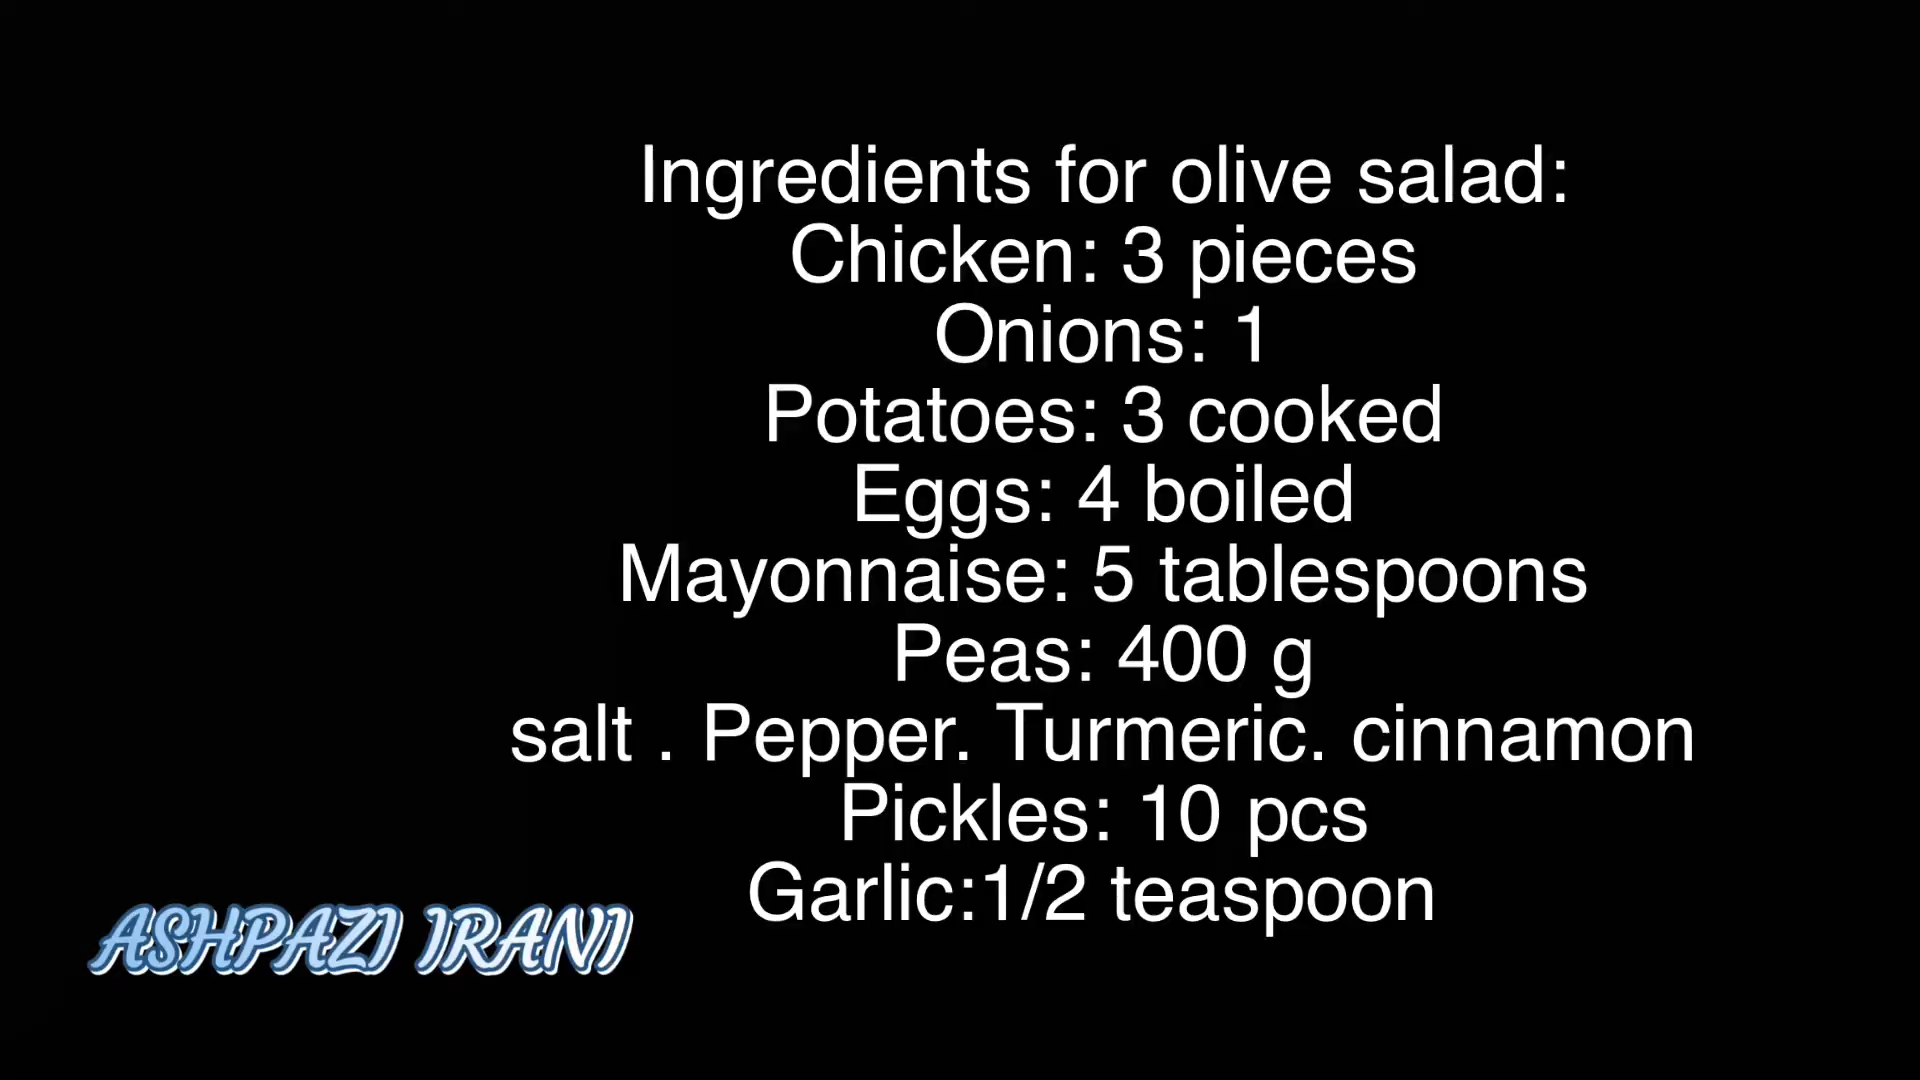 Ingredients for olive salad:
Chicken: 3 pieces
Onions: 1
Potatoes: 3 cooked
Eggs: 4 boiled
Mayonnaise: 5 tablespoons
Peas: 400 g
salt . Pepper. Turmeric. cinnamon
Pickles: 10 pcs
Garlic:1/2 teaspoon
ASHPAZI IRANI